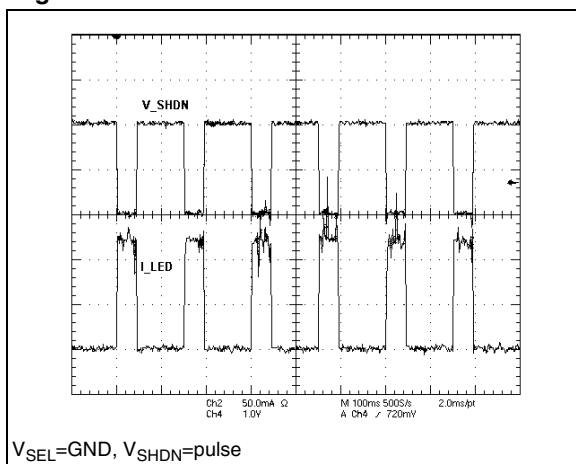 V_SHDN
I_LED
Ch2 50.0mA Ω M 100ms 500S/s 2.0ms/pt
Ch4 1.0V A Ch4 ∕ 720mV
VSEL=GND, VSHDN=pulse